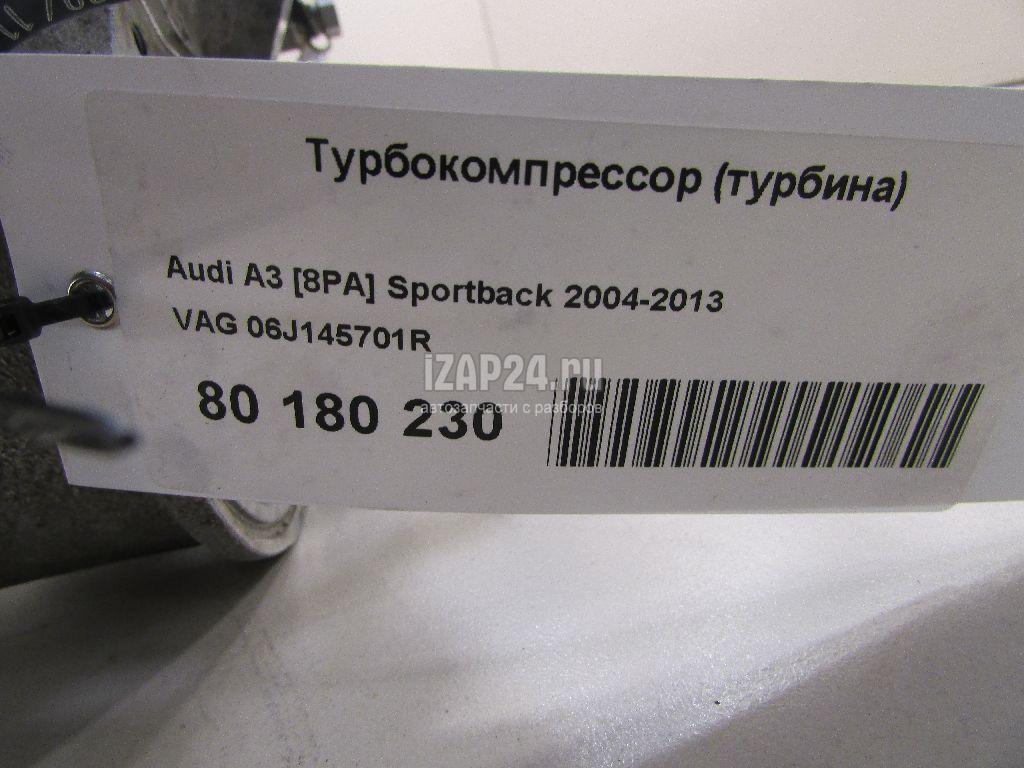 Турбокомпрессор (турбина)
Audi A3 [8PA] Sportback 2004-2013
VAG 06J145701R
iZAP24.ru
автозапчасти с разборов
80 180 230